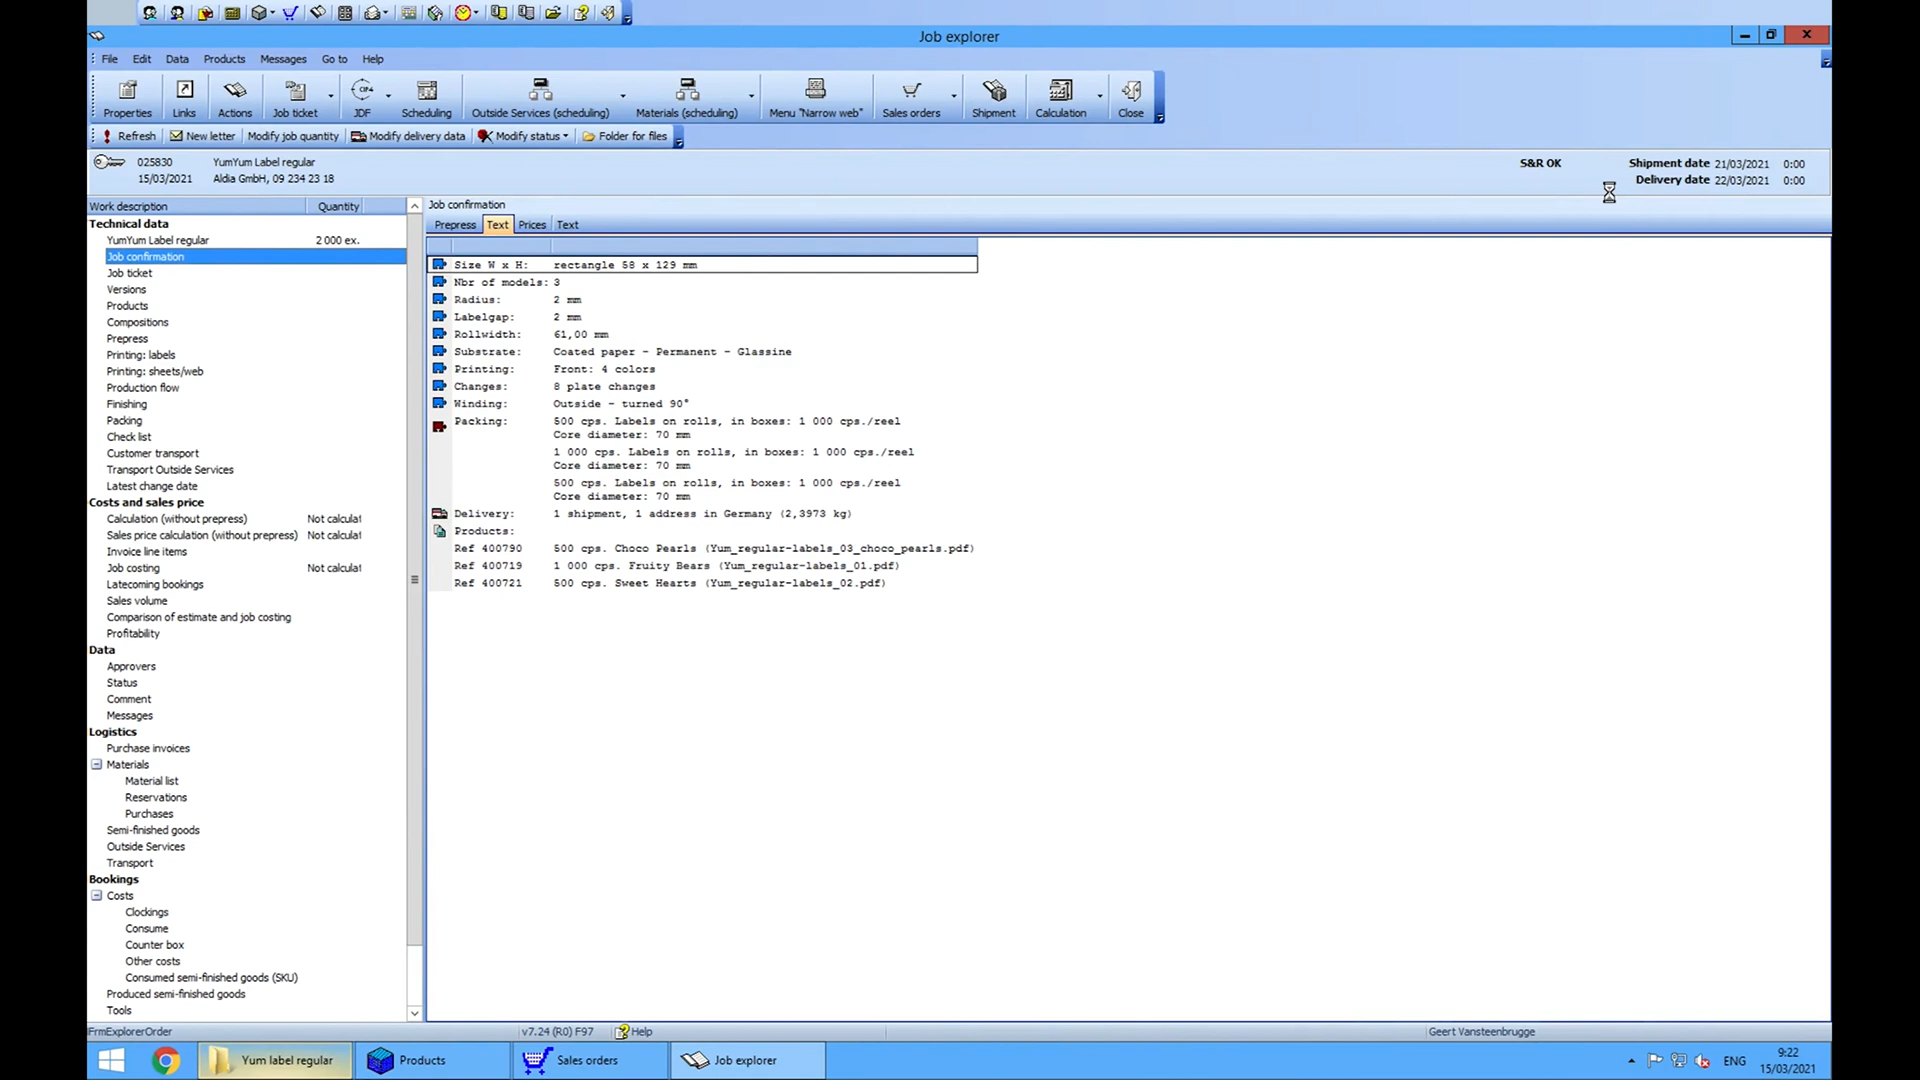 Job explorer
File Edit Data Products Messages Go to Help
Properties Links Actions Job ticket JDF Scheduling Outside Services (scheduling) Materials (scheduling) Menu "Narrow web" Sales orders Shipment Calculation Close
Refresh New letter Modify job quantity Modify delivery data Modify status Folder for files
025830 YumYum Label regular S&R OK Shipment date 21/03/2021 0:00
15/03/2021 Aldia GmbH, 09 234 23 18 Delivery date 22/03/2021 0:00
Work description Quantity
Technical data
YumYum Label regular 2 000 ex.
Job confirmation
Job ticket
Versions
Products
Compositions
Prepress
Printing: labels
Printing: sheets/web
Production flow
Finishing
Packing
Check list
Customer transport
Transport Outside Services
Latest change date
Costs and sales price
Calculation (without prepress) Not calculat
Sales price calculation (without prepress) Not calculat
Invoice line items
Job costing Not calculat
Latecoming bookings
Sales volume
Comparison of estimate and job costing
Profitability
Data
Approvers
Status
Comment
Messages
Logistics
Purchase invoices
Materials
Material list
Reservations
Purchases
Semi-finished goods
Outside Services
Transport
Bookings
Costs
Clockings
Consume
Counter box
Other costs
Consumed semi-finished goods (SKU)
Produced semi-finished goods
Tools
Job confirmation
Prepress Text Prices Text
Size W x H: rectangle 58 x 129 mm
Nbr of models: 3
Radius: 2 mm
Labelgap: 2 mm
Rollwidth: 61,00 mm
Substrate: Coated paper - Permanent - Glassine
Printing: Front: 4 colors
Changes: 8 plate changes
Winding: Outside - turned 90°
Packing: 500 cps. Labels on rolls, in boxes: 1 000 cps./reel
Core diameter: 70 mm
1 000 cps. Labels on rolls, in boxes: 1 000 cps./reel
Core diameter: 70 mm
500 cps. Labels on rolls, in boxes: 1 000 cps./reel
Core diameter: 70 mm
Delivery: 1 shipment, 1 address in Germany (2,3973 kg)
Products:
Ref 400790 500 cps. Choco Pearls (Yum_regular-labels_03_choco_pearls.pdf)
Ref 400719 1 000 cps. Fruity Bears (Yum_regular-labels_01.pdf)
Ref 400721 500 cps. Sweet Hearts (Yum_regular-labels_02.pdf)
FrmExplorerOrder v7.24 (R0) F97 Help Geert Vansteenbrugge
Yum label regular Products Sales orders Job explorer ENG 9:22
15/03/2021